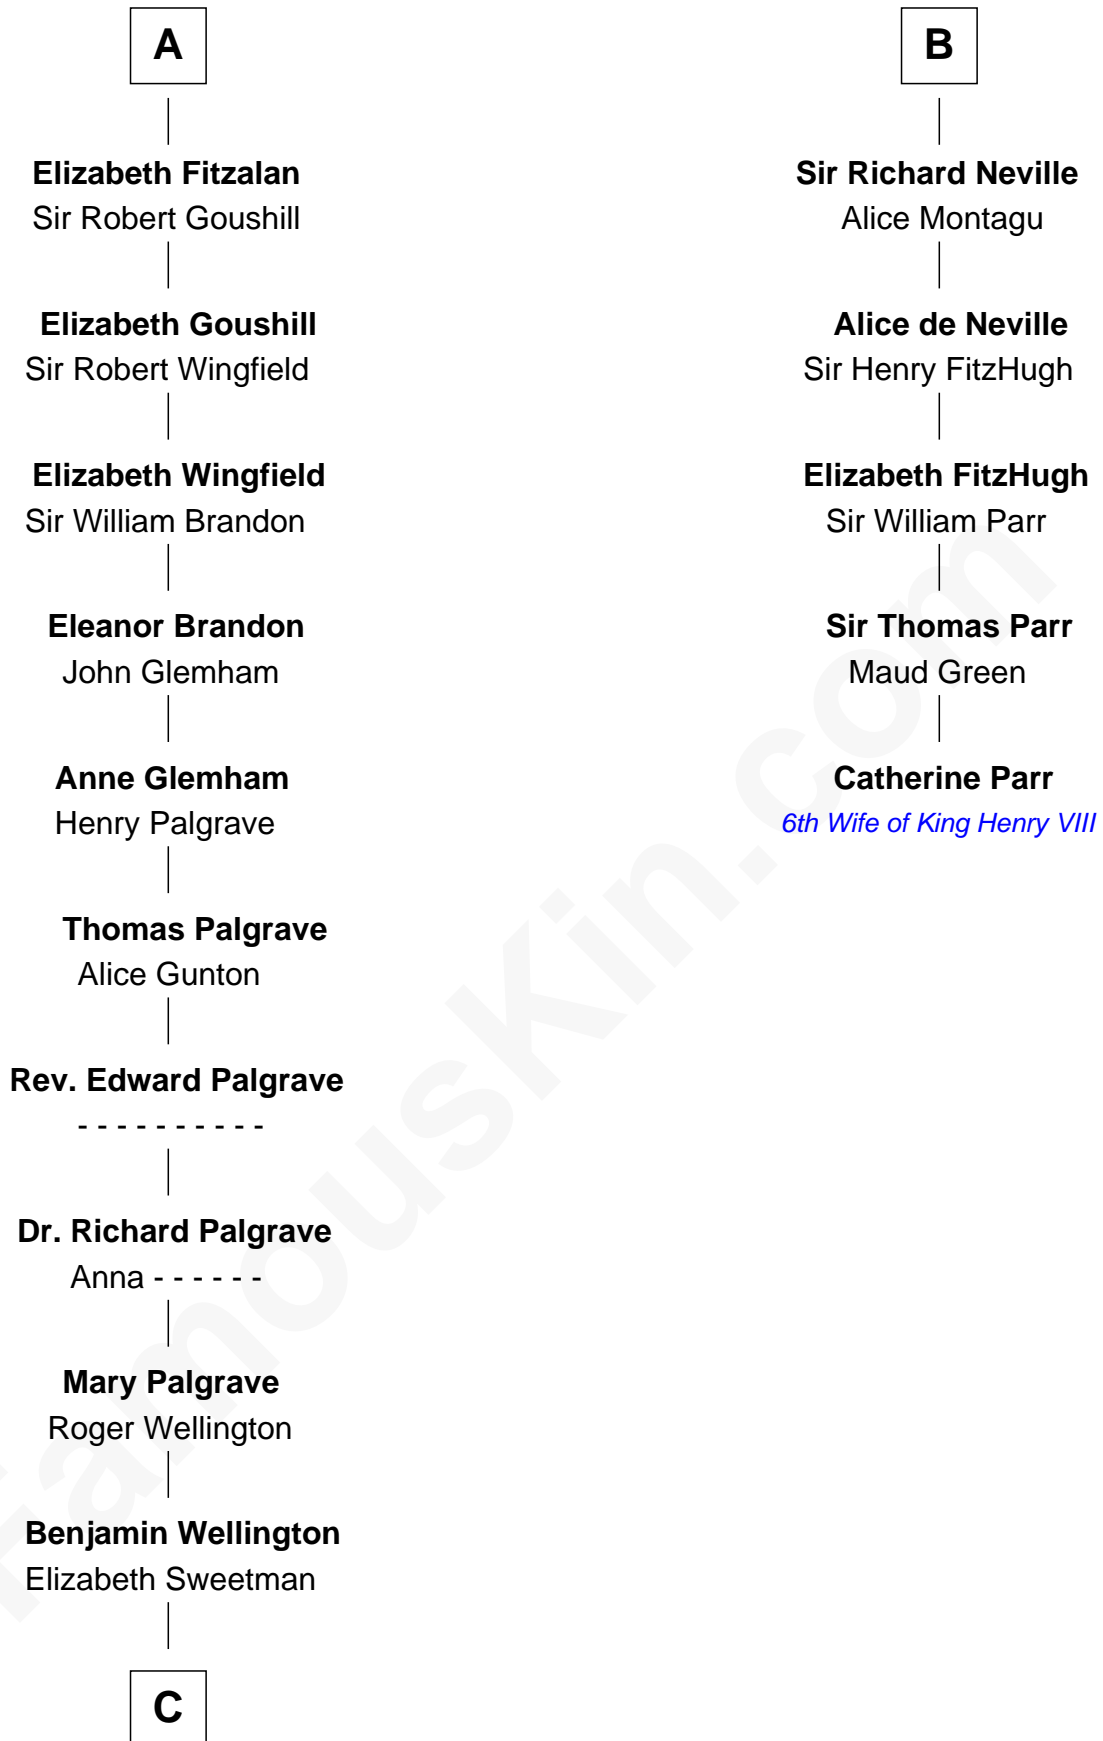 A
Elizabeth Fitzalan
Sir Robert Goushill
Elizabeth Goushill
Sir Robert Wingfield
Elizabeth Wingfield
Sir William Brandon
Eleanor Brandon
John Glemham
Anne Glemham
Henry Palgrave
Thomas Palgrave
Alice Gunton
Rev. Edward Palgrave
- - - - - - - - - -
Dr. Richard Palgrave
Anna - - - - - -
Mary Palgrave
Roger Wellington
Benjamin Wellington
Elizabeth Sweetman
C
B
Sir Richard Neville
Alice Montagu
Alice de Neville
Sir Henry FitzHugh
Elizabeth FitzHugh
Sir William Parr
Sir Thomas Parr
Maud Green
Catherine Parr
6th Wife of King Henry VIII
FamousKin.com